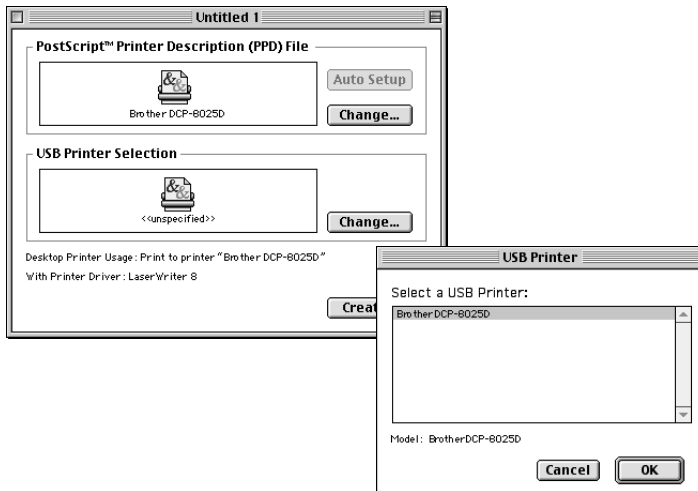 Untitled 1
PostScript™ Printer Description (PPD) File
Auto Setup
Brother DCP-8025D
Change...
USB Printer Selection
<<unspecified>>
Change...
Desktop Printer Usage: Print to printer "Brother DCP-8025D"
With Printer Driver: LaserWriter 8
Creat
USB Printer
Select a USB Printer:
BrotherDCP-8025D
Model: BrotherDCP-8025D
Cancel
OK